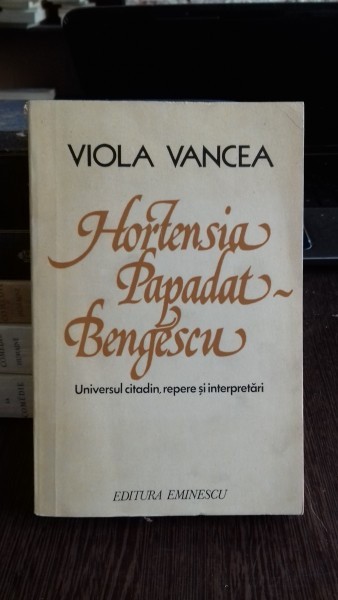 VIOLA VANCEA
Hortensia
Papadat-
Bengescu
Universul citadin, repere și interpretări
EDITURA EMINESCU